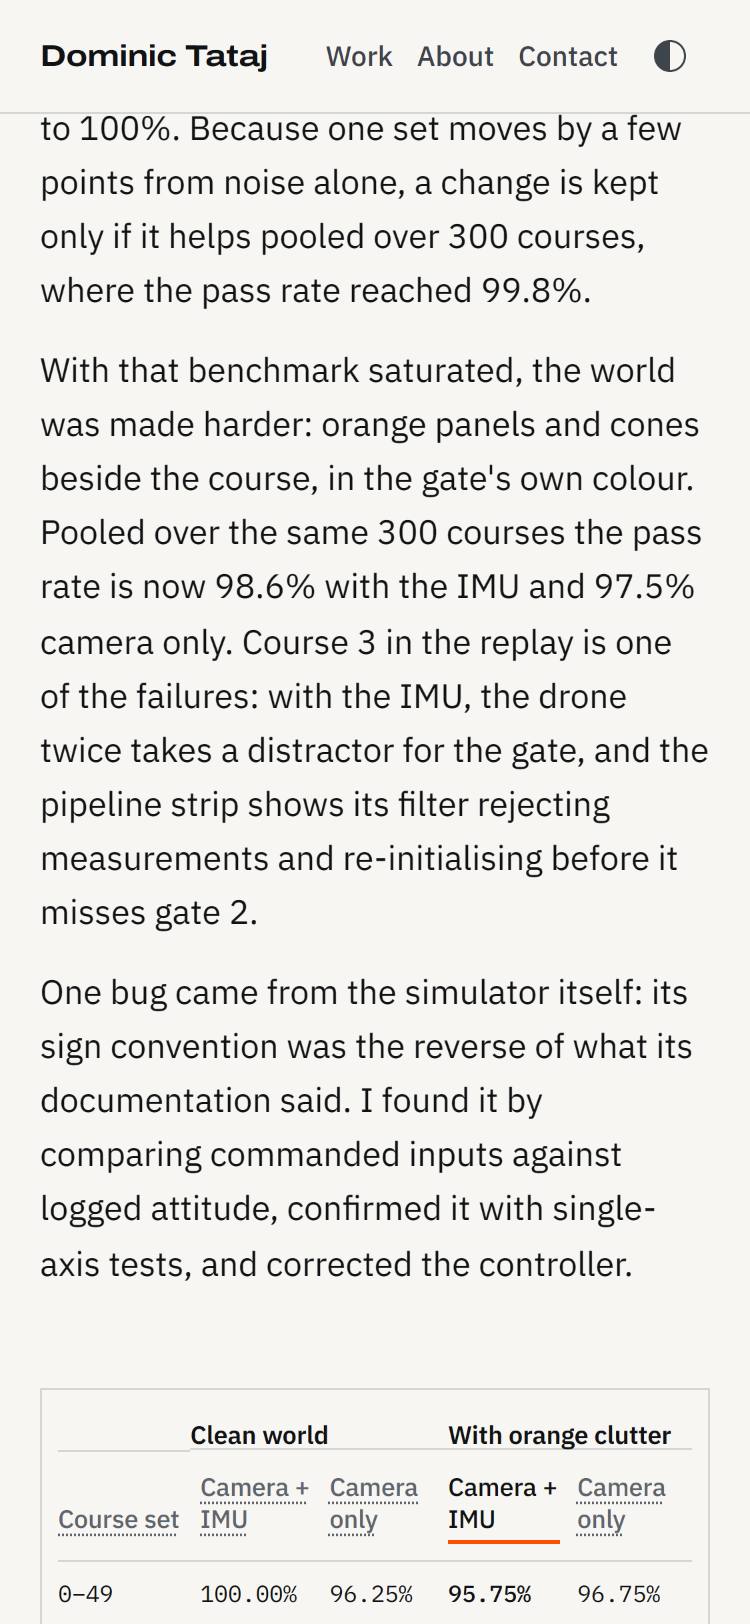 Dominic Tataj Work About Contact
to 100%. Because one set moves by a few
points from noise alone, a change is kept
only if it helps pooled over 300 courses,
where the pass rate reached 99.8%.
With that benchmark saturated, the world
was made harder: orange panels and cones
beside the course, in the gate's own colour.
Pooled over the same 300 courses the pass
rate is now 98.6% with the IMU and 97.5%
camera only. Course 3 in the replay is one
of the failures: with the IMU, the drone
twice takes a distractor for the gate, and the
pipeline strip shows its filter rejecting
measurements and re-initialising before it
misses gate 2.
One bug came from the simulator itself: its
sign convention was the reverse of what its
documentation said. I found it by
comparing commanded inputs against
logged attitude, confirmed it with single-
axis tests, and corrected the controller.
Clean world With orange clutter
Camera + Camera Camera + Camera
Course set IMU only IMU only
0–49 100.00% 96.25% 95.75% 96.75%